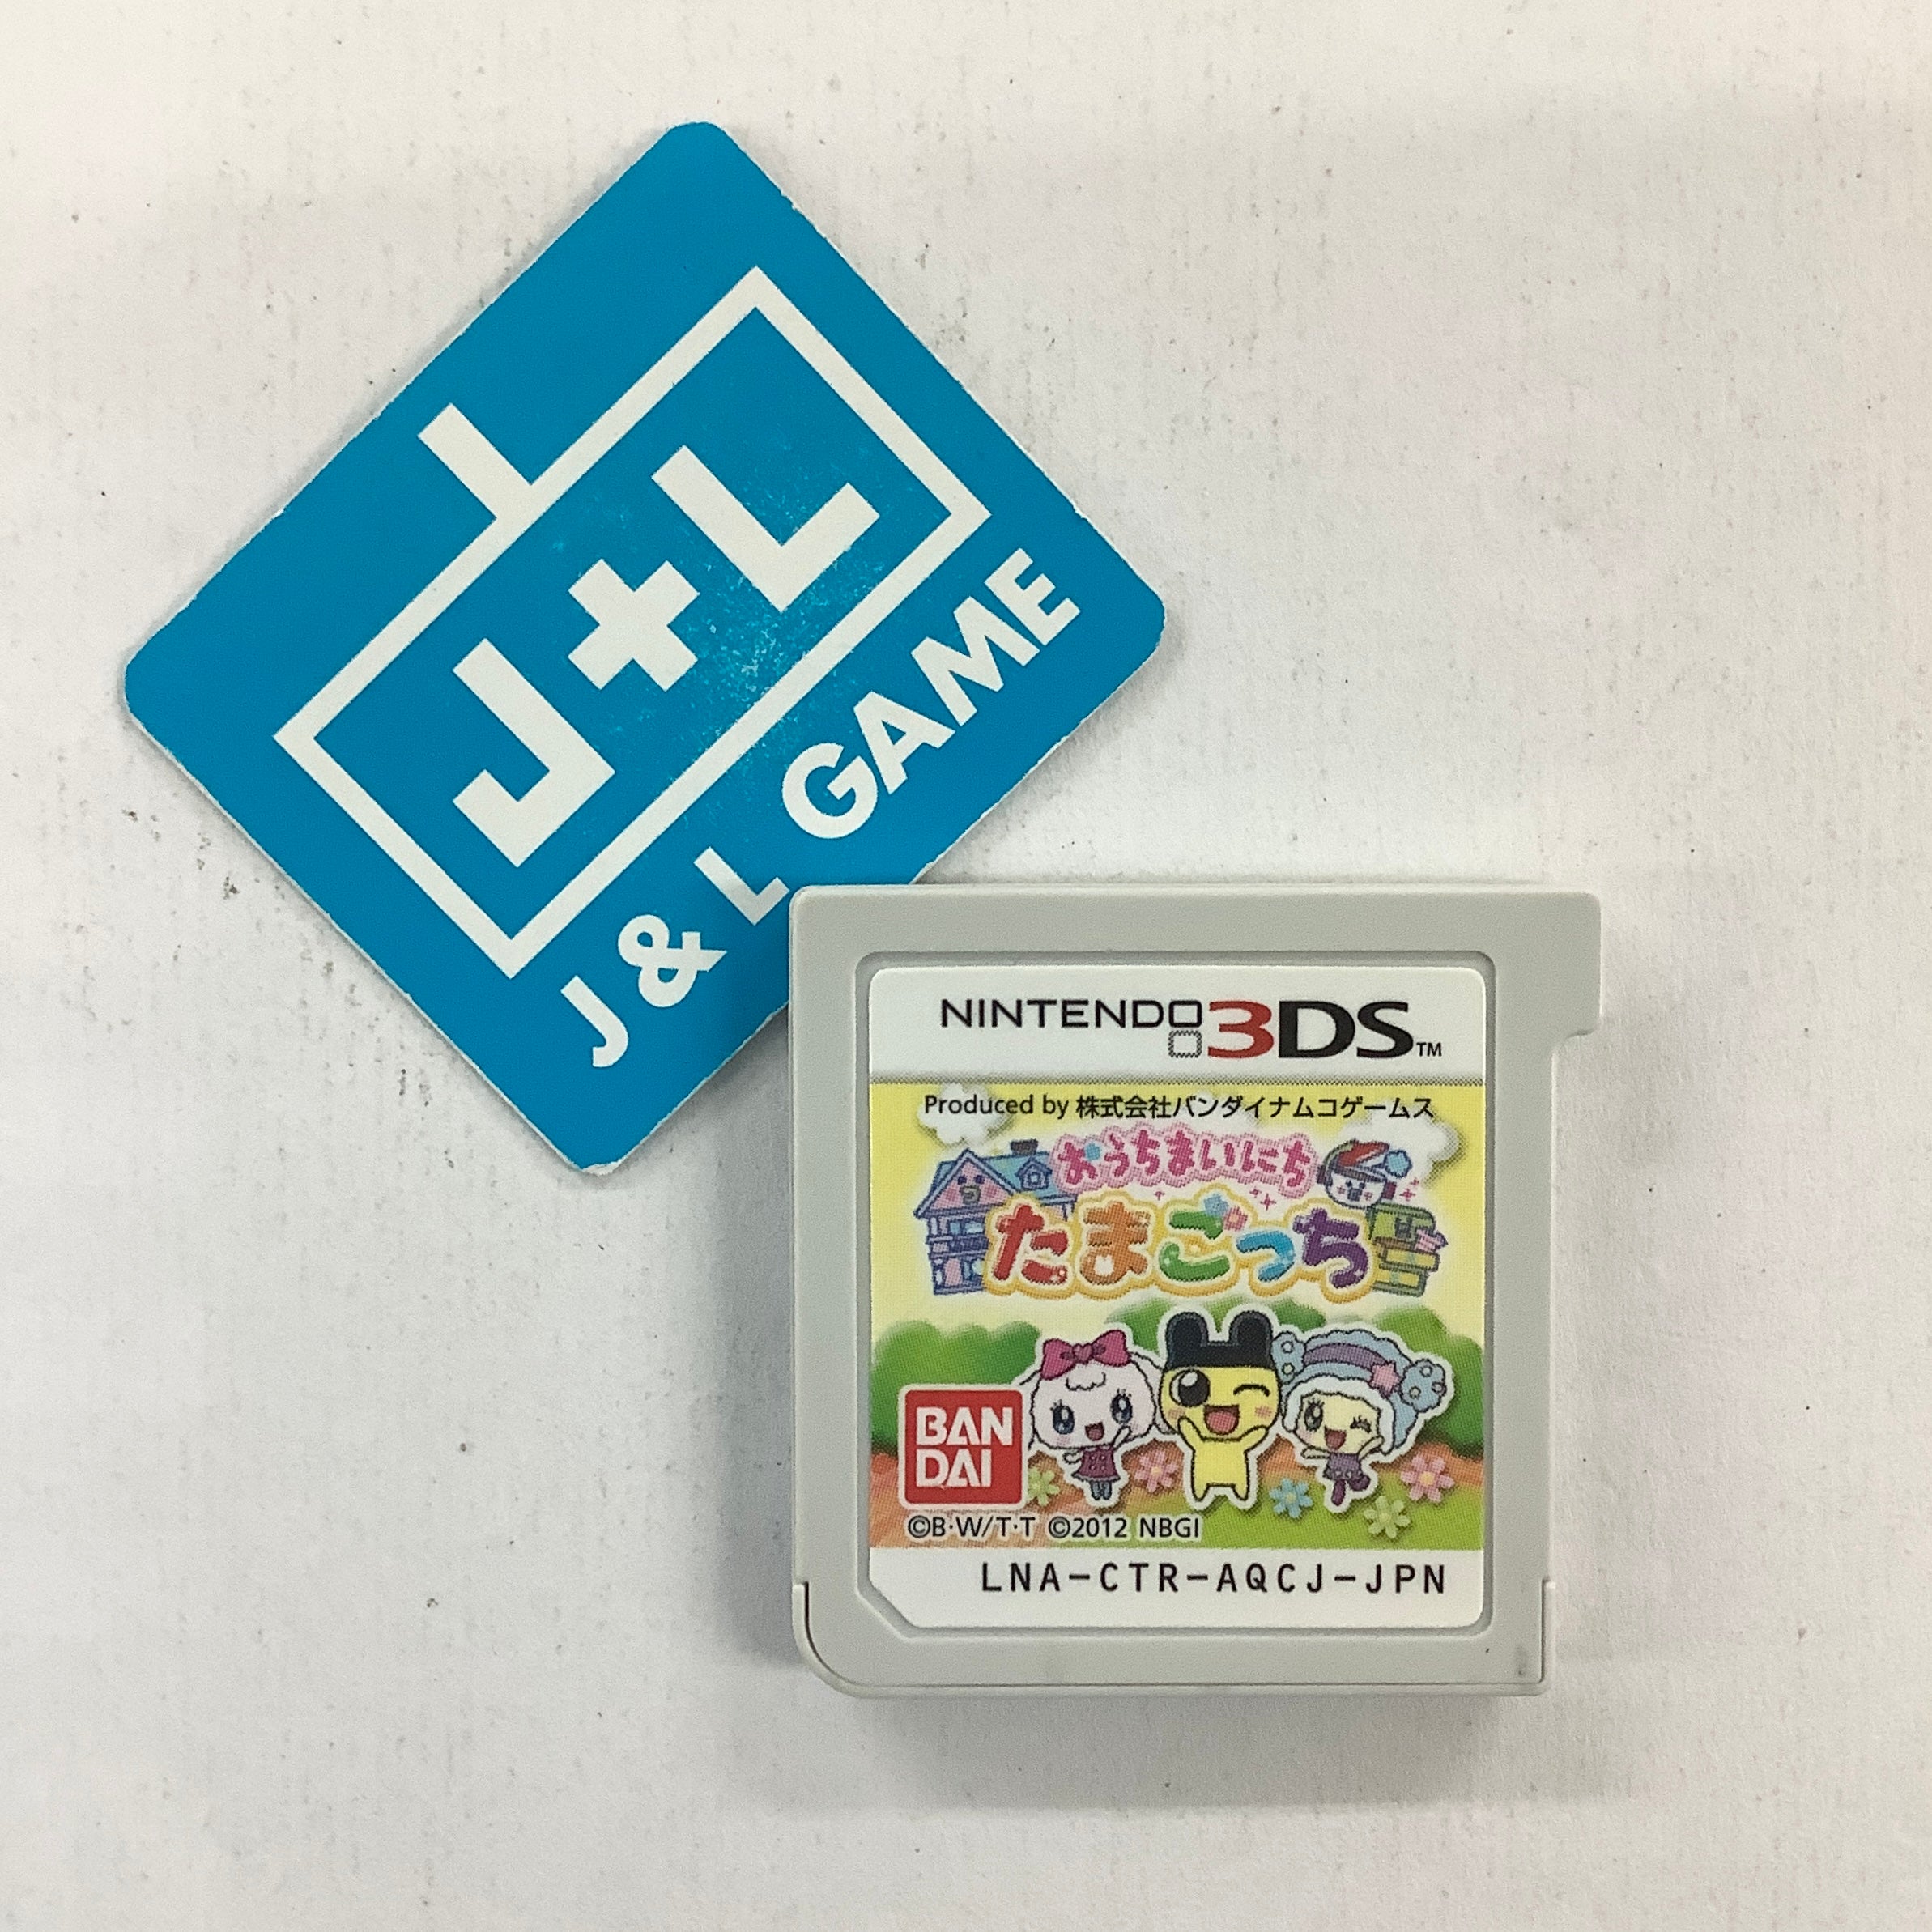 J+L
J & L GAME
NINTENDO 3DS™
Produced by 株式会社バンダイナムコゲームス
おうちまいにち
たまごっち
BAN
DAI
©B·W/T·T ©2012 NBGI
LNA-CTR-AQCJ-JPN